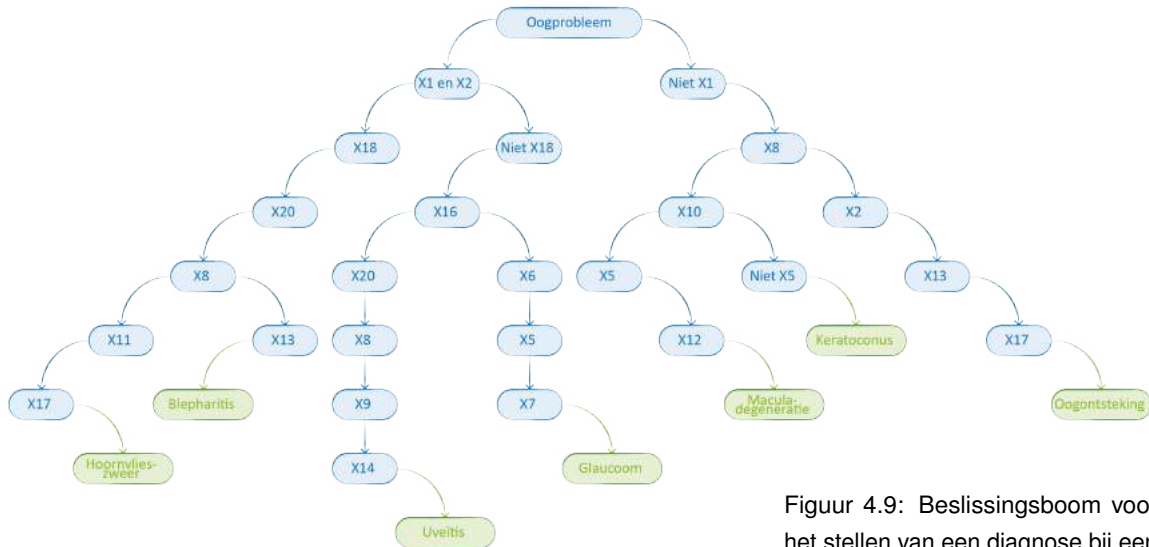 Oogprobleem
X1 en X2
Niet X1
X18
Niet X18
X8
X20
X16
X10
X2
X8
X20
X6
X5
Niet X5
X13
X11
X13
X8
X5
X12
Keratoconus
X17
X17
Blepharitis
X9
X7
Macula-
degeneratie
Oogontsteking
Hoornvlies-
zweer
X14
Glaucoom
Uveïtis
Figuur 4.9: Beslissingsboom voo
het stellen van een diagnose bij een